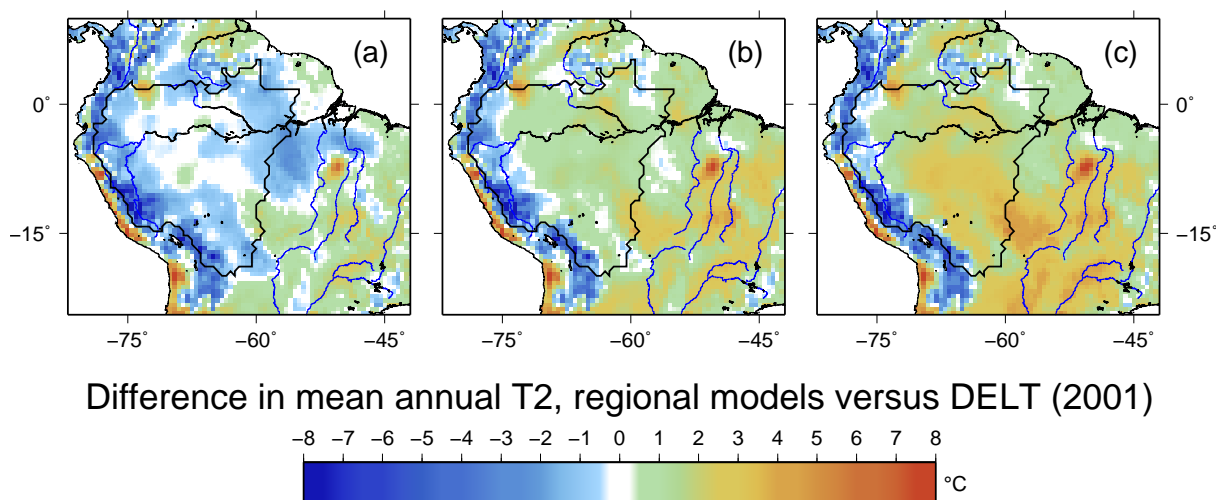 (a) (b) (c)
0° 0°
−15° −15°
−75° −60° −45° −75° −60° −45° −75° −60° −45°
Difference in mean annual T2, regional models versus DELT (2001)
−8 −7 −6 −5 −4 −3 −2 −1 0 1 2 3 4 5 6 7 8
°C